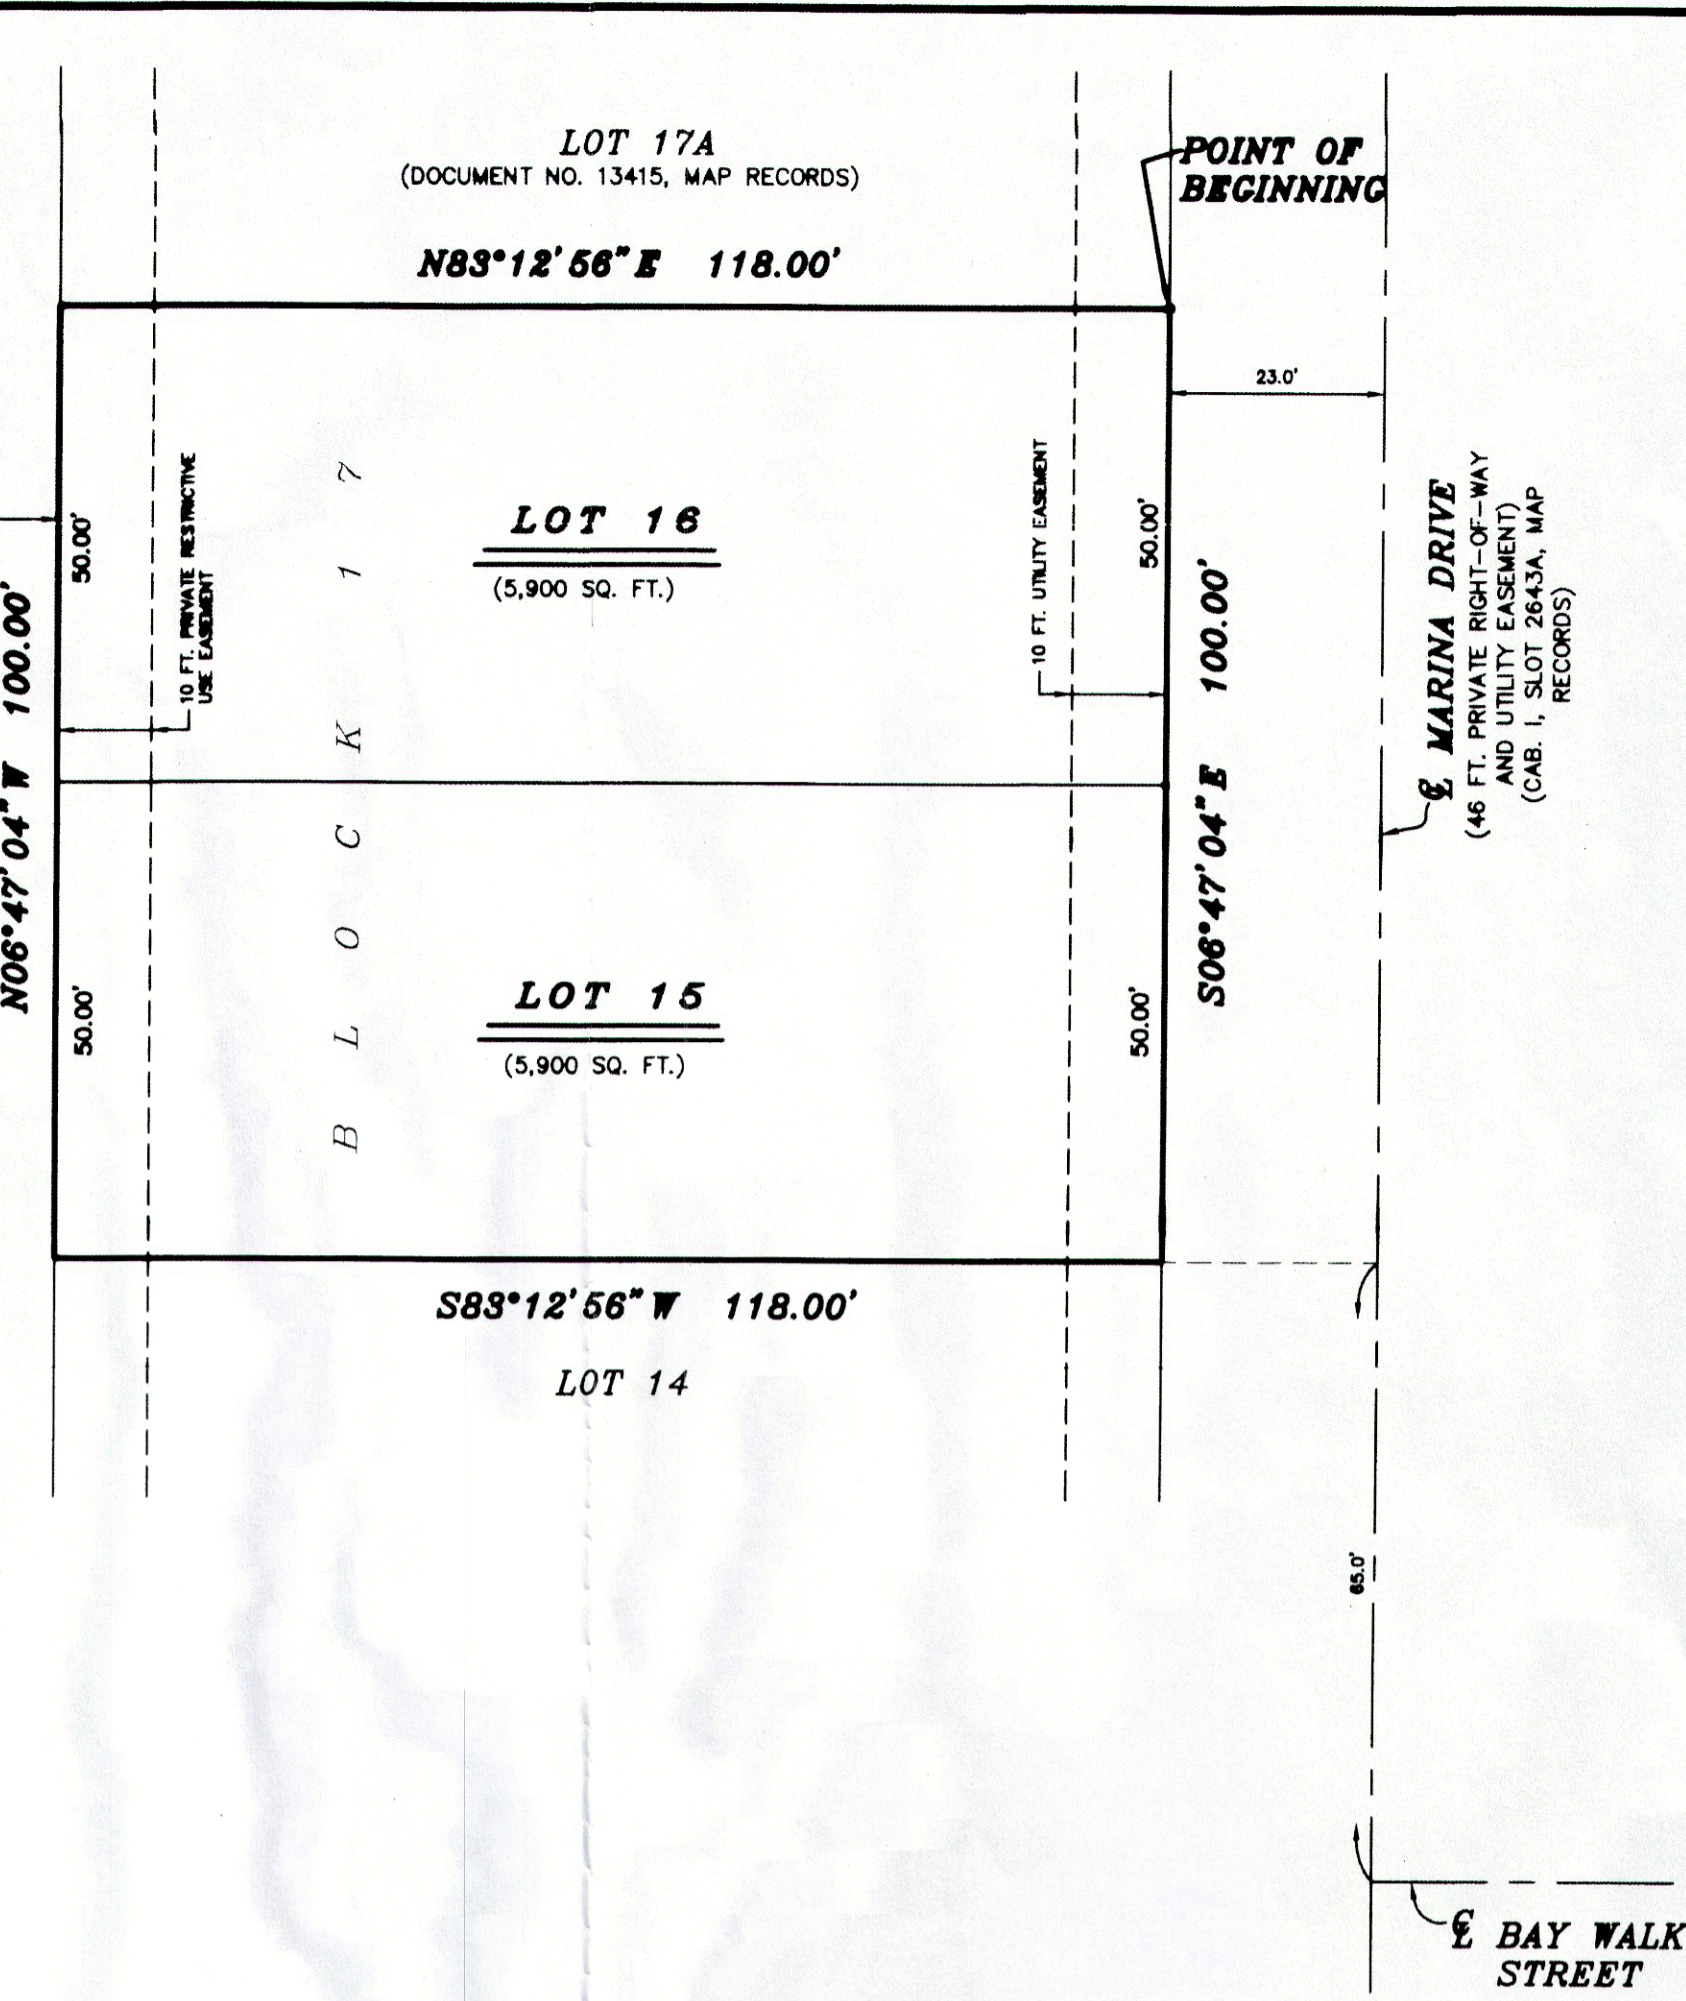 LOT 17A
(DOCUMENT NO. 13415, MAP RECORDS)
POINT OF
BEGINNING
N83°12'56"E 118.00'
23.0'
N06°47'04"W 100.00'
50.00'
10 FT. PRIVATE RESTRICTIVE
USE EASEMENT
BLOCK 117
LOT 16
(5,900 SQ. FT.)
10 FT. UTILITY EASEMENT
50.00'
S06°47'04"E 100.00'
℄ MARINA DRIVE
(46 FT. PRIVATE RIGHT-OF-WAY
AND UTILITY EASEMENT)
(CAB. 1, SLOT 2643A, MAP
RECORDS)
50.00'
LOT 15
(5,900 SQ. FT.)
50.00'
S83°12'56"W 118.00'
LOT 14
65.0'
℄ BAY WALK
STREET